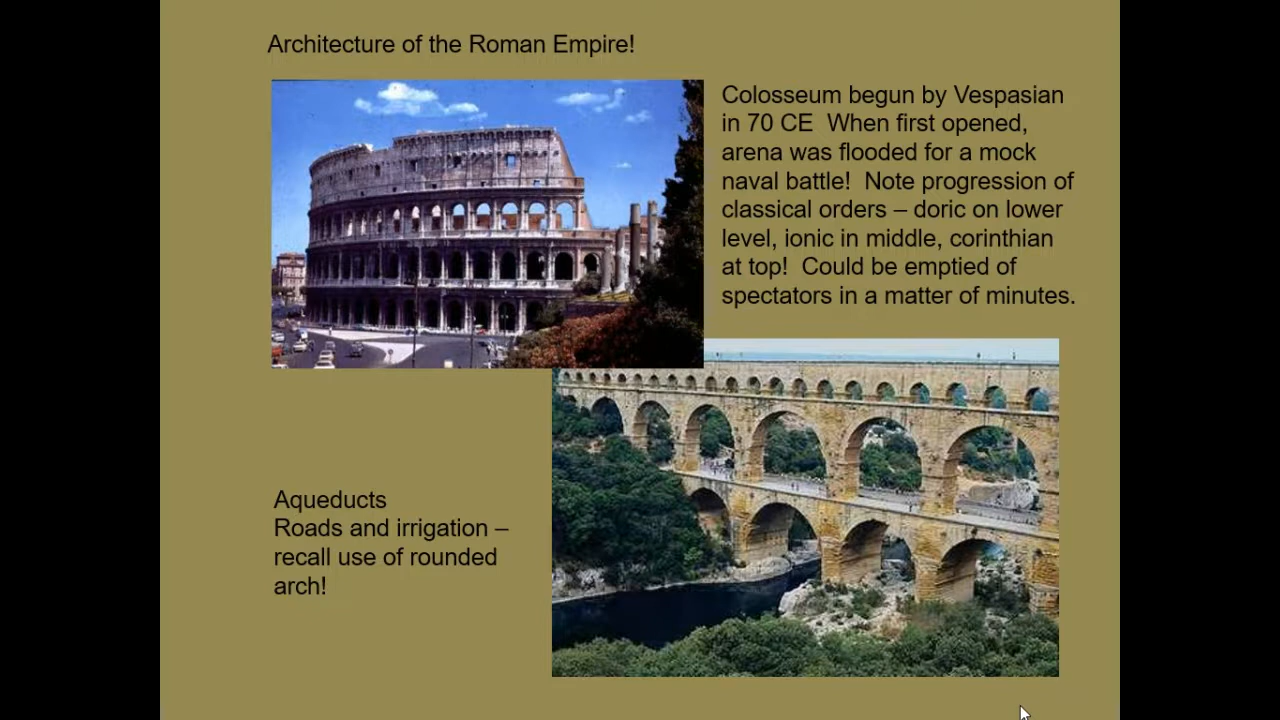 Architecture of the Roman Empire!
Colosseum begun by Vespasian
in 70 CE  When first opened,
arena was flooded for a mock
naval battle!  Note progression of
classical orders – doric on lower
level, ionic in middle, corinthian
at top!  Could be emptied of
spectators in a matter of minutes.
Aqueducts
Roads and irrigation –
recall use of rounded
arch!